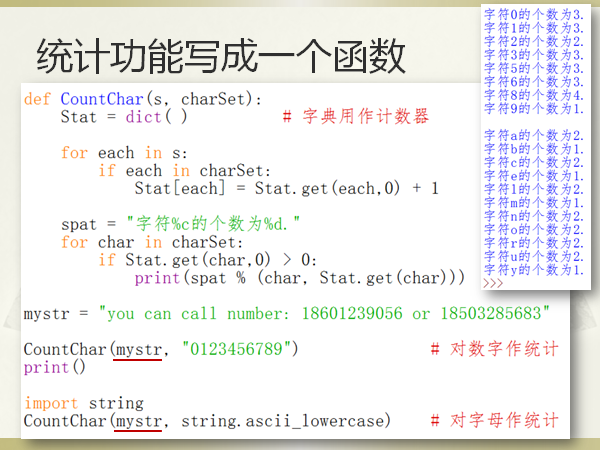 统计功能写成一个函数
def CountChar(s, charSet):
    Stat = dict( )          # 字典用作计数器
    for each in s:
        if each in charSet:
            Stat[each] = Stat.get(each,0) + 1
    spat = "字符%c的个数为%d."
    for char in charSet:
        if Stat.get(char,0) > 0:
            print(spat % (char, Stat.get(char)))
mystr = "you can call number: 18601239056 or 18503285683"
CountChar(mystr, "0123456789")              # 对数字作统计
print()
import string
CountChar(mystr, string.ascii_lowercase)    # 对字母作统计
字符0的个数为3.
字符1的个数为3.
字符2的个数为2.
字符3的个数为3.
字符5的个数为3.
字符6的个数为3.
字符8的个数为4.
字符9的个数为1.
字符a的个数为2.
字符b的个数为1.
字符c的个数为2.
字符e的个数为1.
字符l的个数为2.
字符m的个数为1.
字符n的个数为2.
字符o的个数为2.
字符r的个数为2.
字符u的个数为2.
字符y的个数为1.
>>>